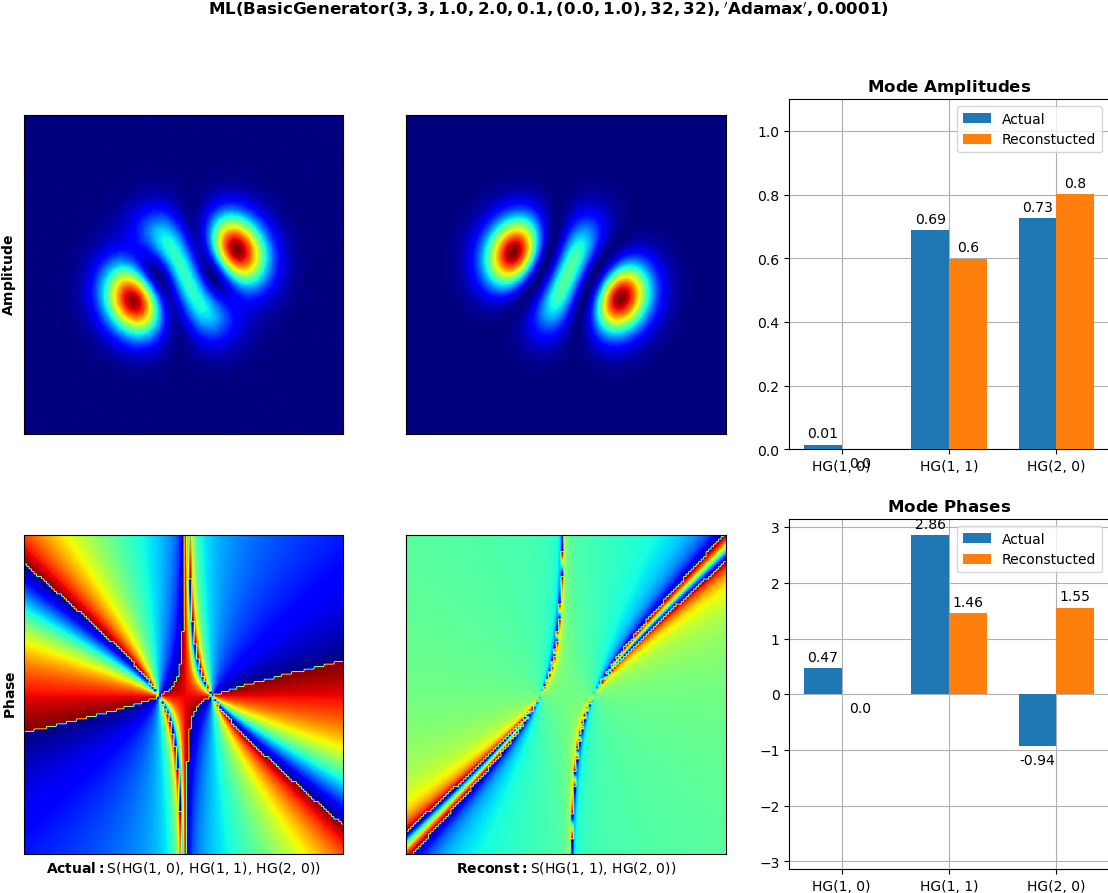 ML(BasicGenerator(3, 3, 1.0, 2.0, 0.1, (0.0, 1.0), 32, 32), 'Adamax', 0.0001)
Amplitude
Mode Amplitudes
Actual
Reconstucted
1.0
0.8
0.6
0.4
0.2
0.0
0.01
0.0
0.69
0.6
0.73
0.8
HG(1, 0)
HG(1, 1)
HG(2, 0)
Phase
Actual: S(HG(1, 0), HG(1, 1), HG(2, 0))
Reconst: S(HG(1, 1), HG(2, 0))
Mode Phases
Actual
Reconstucted
3
2
1
0
−1
−2
−3
0.47
0.0
2.86
1.46
-0.94
1.55
HG(1, 0)
HG(1, 1)
HG(2, 0)